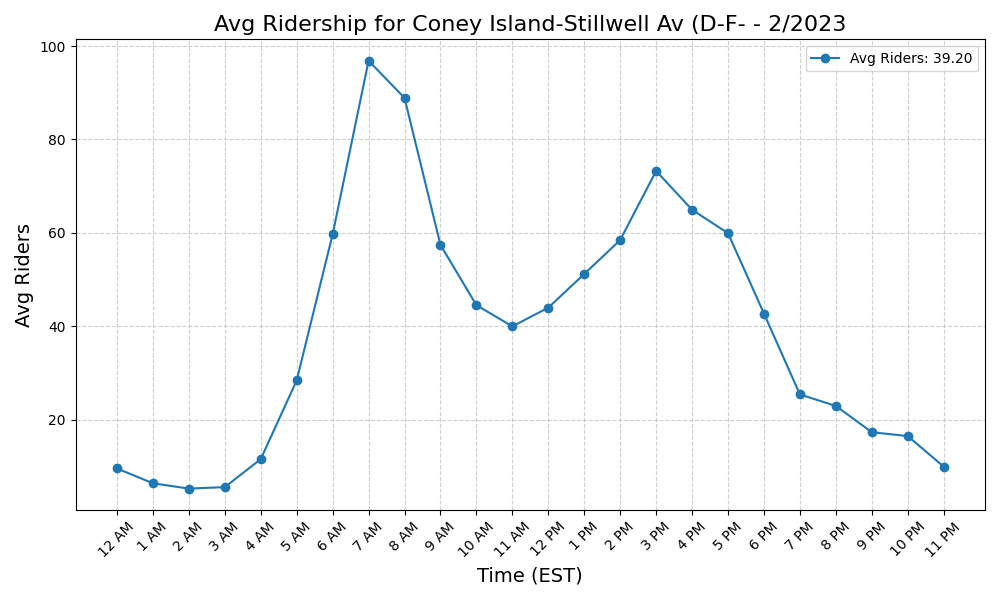 Avg Ridership for Coney Island-Stillwell Av (D-F- - 2/2023
Avg Riders: 39.20
Avg Riders
100
80
60
40
20
12 AM
1 AM
2 AM
3 AM
4 AM
5 AM
6 AM
7 AM
8 AM
9 AM
10 AM
11 AM
12 PM
1 PM
2 PM
3 PM
4 PM
5 PM
6 PM
7 PM
8 PM
9 PM
10 PM
11 PM
Time (EST)